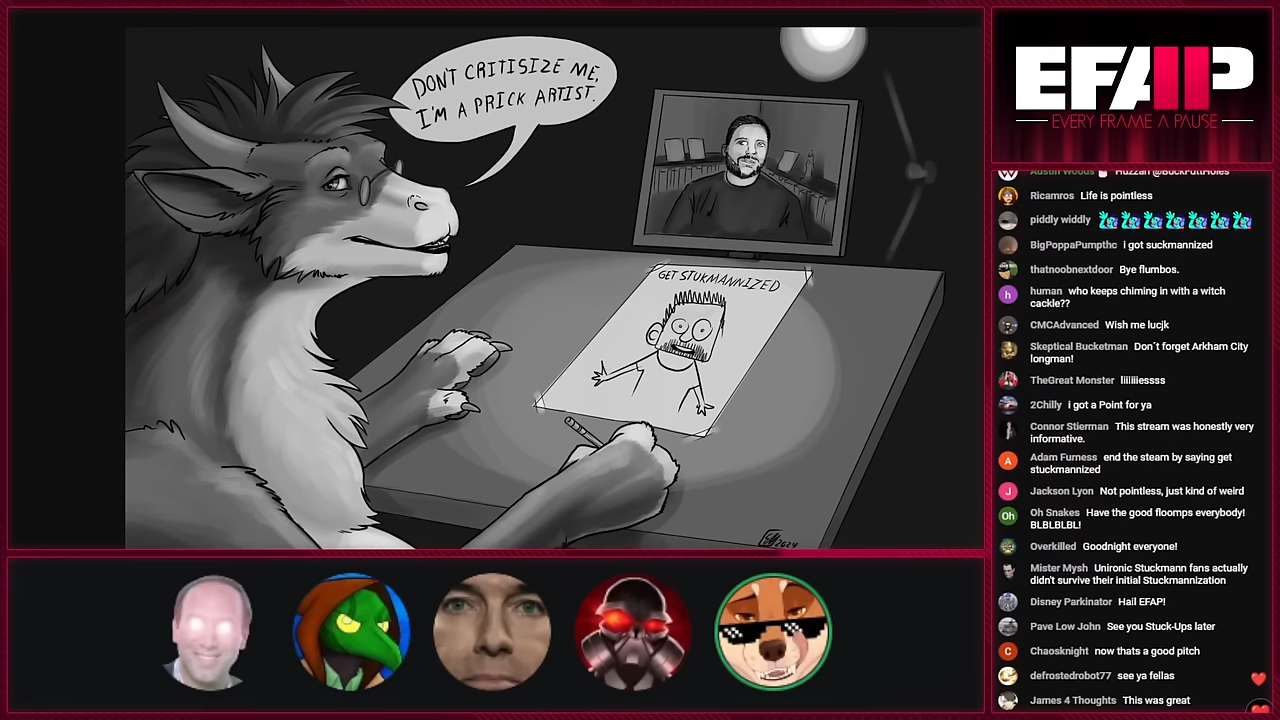 DON'T CRITISIZE ME,
I'M A PRICK ARTIST.
GET STUKMANNIZED
2024
EFAP
EVERY FRAME A PAUSE
Austin Woods Huzzah @BuckFuttHoles
Ricamros Life is pointless
piddly widdly
BigPoppaPumpthc i got suckmannized
thatnoobnextdoor Bye flumbos.
h
human who keeps chiming in with a witch
cackle??
CMCAdvanced Wish me lucjk
Skeptical Bucketman Don´t forget Arkham City
longman!
TheGreat Monster liiiiiiessss
2Chilly i got a Point for ya
Connor Stierman This stream was honestly very
informative.
A
Adam Furness end the steam by saying get
stuckmannized
J
Jackson Lyon Not pointless, just kind of weird
Oh
Oh Snakes Have the good floomps everybody!
BLBLBLBL!
Overkilled Goodnight everyone!
Mister Mysh Unironic Stuckmann fans actually
didn't survive their initial Stuckmannization
Disney Parkinator Hail EFAP!
Pave Low John See you Stuck-Ups later
C
Chaosknight now thats a good pitch
defrostedrobot77 see ya fellas
James 4 Thoughts This was great